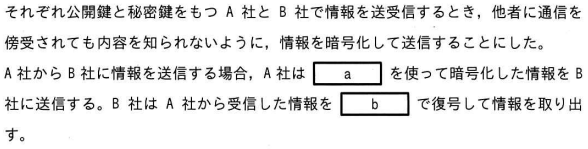 それぞれ公開鍵と秘密鍵をもつ A 社と B 社で情報を送受信するとき，他者に通信を
傍受されても内容を知られないように，情報を暗号化して送信することにした。
A 社から B 社に情報を送信する場合，A 社は a を使って暗号化した情報を B
社に送信する。B 社は A 社から受信した情報を b で復号して情報を取り出
す。